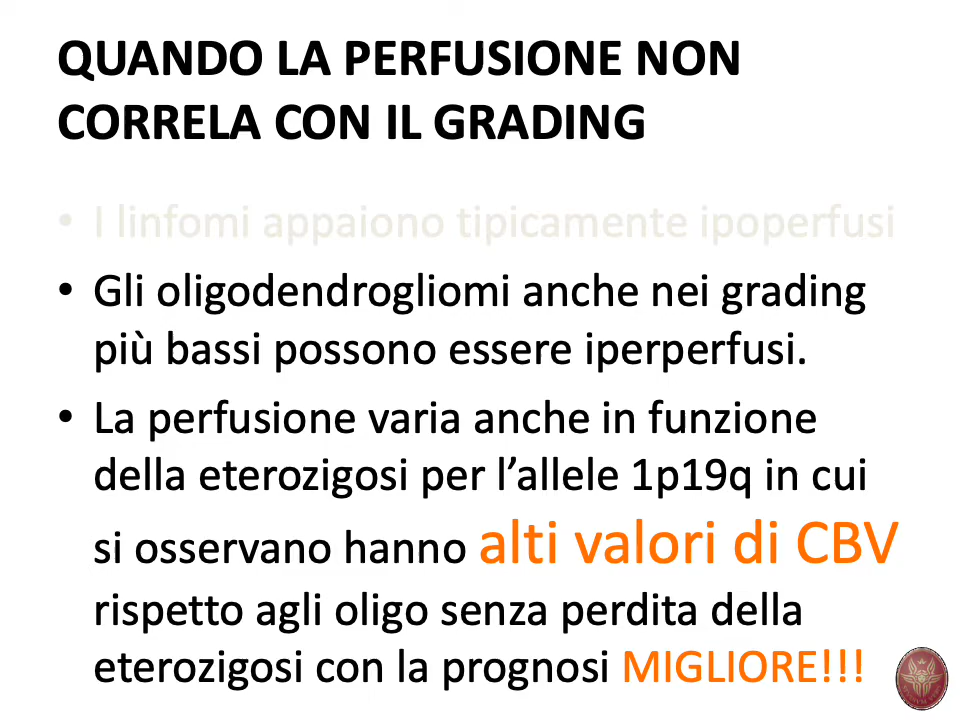 QUANDO LA PERFUSIONE NON
CORRELA CON IL GRADING
• I linfomi appaiono tipicamente ipoperfusi
• Gli oligodendrogliomi anche nei grading
più bassi possono essere iperperfusi.
• La perfusione varia anche in funzione
della eterozigosi per l’allele 1p19q in cui
si osservano hanno alti valori di CBV
rispetto agli oligo senza perdita della
eterozigosi con la prognosi MIGLIORE!!!